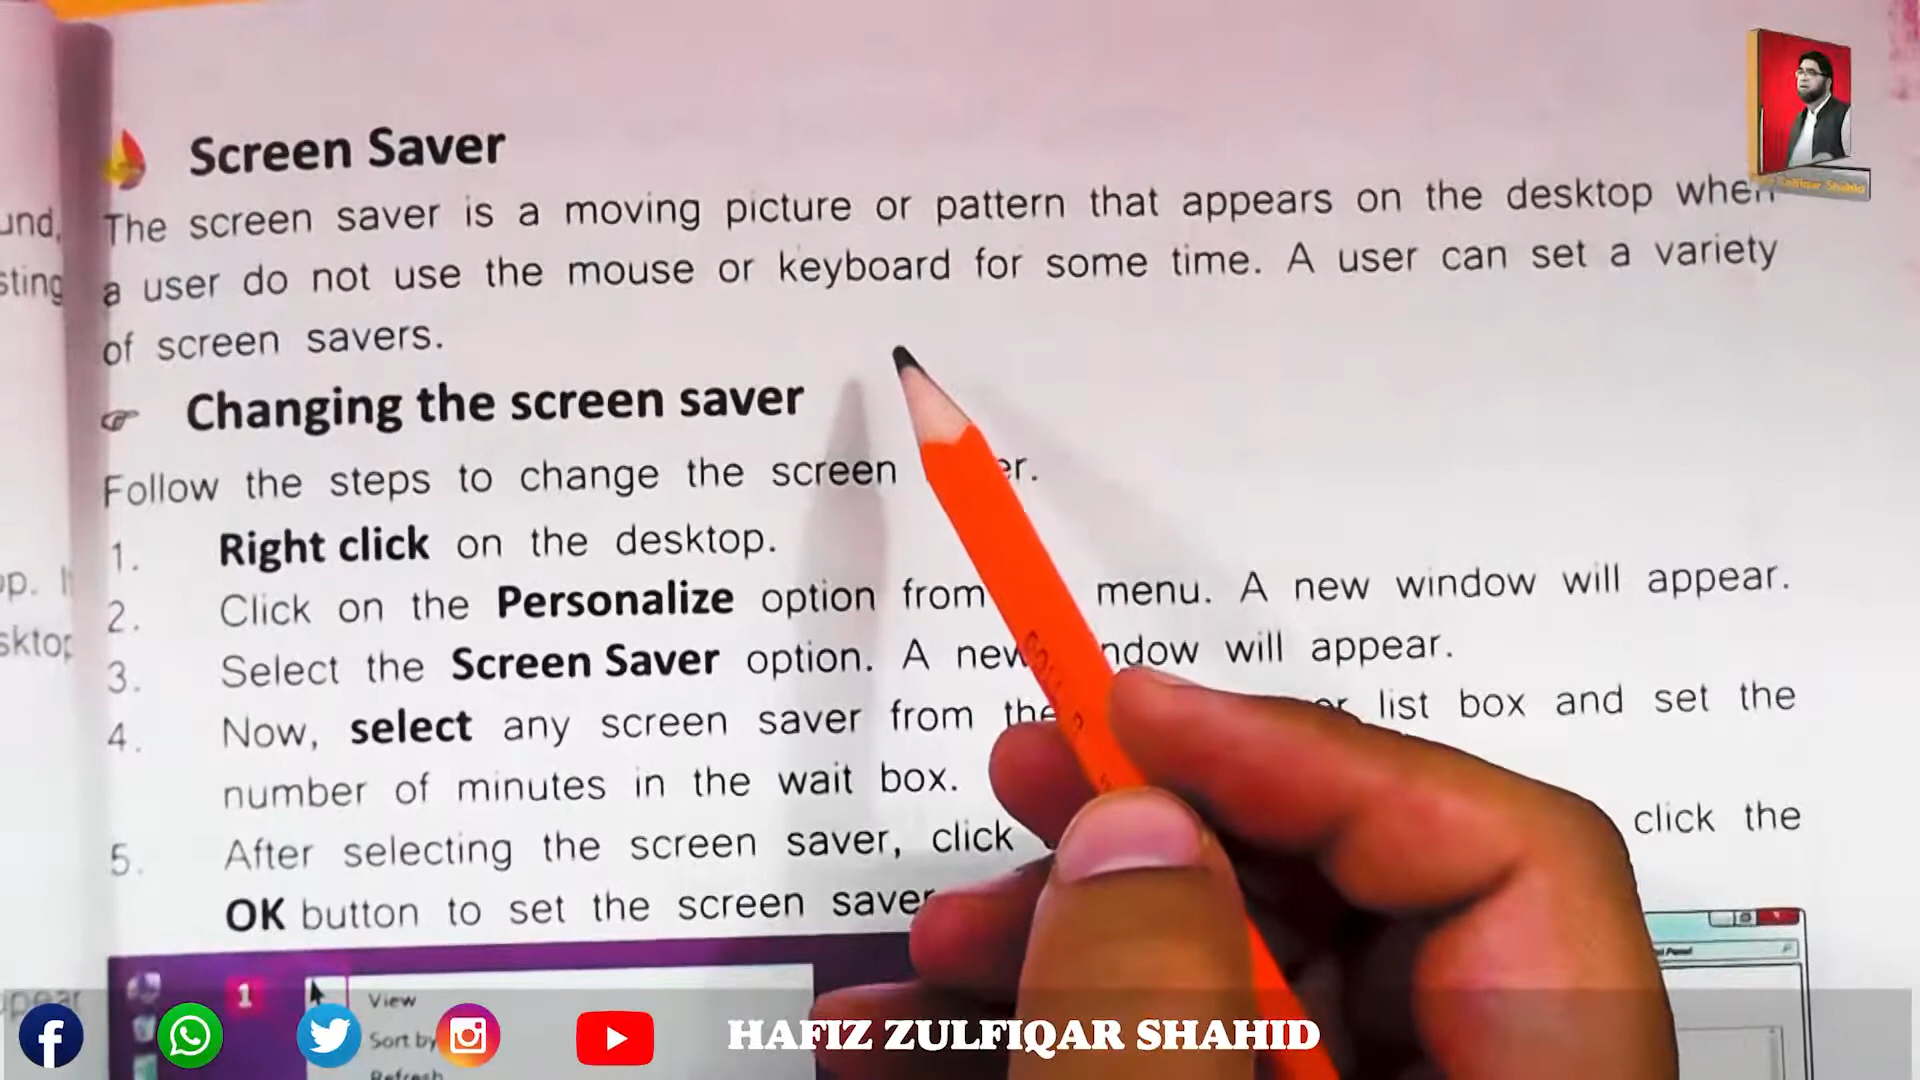 Screen Saver
und, The screen saver is a moving picture or pattern that appears on the desktop when
sting a user do not use the mouse or keyboard for some time. A user can set a variety
of screen savers.
Changing the screen saver
Follow the steps to change the screen er.
1. Right click on the desktop.
2. Click on the Personalize option from menu. A new window will appear.
3. Select the Screen Saver option. A new ndow will appear.
4. Now, select any screen saver from the list box and set the
number of minutes in the wait box.
5. After selecting the screen saver, click click the
OK button to set the screen saver
1
View
Sort by
Refresh
Zulfiqar Shahid
HAFIZ ZULFIQAR SHAHID